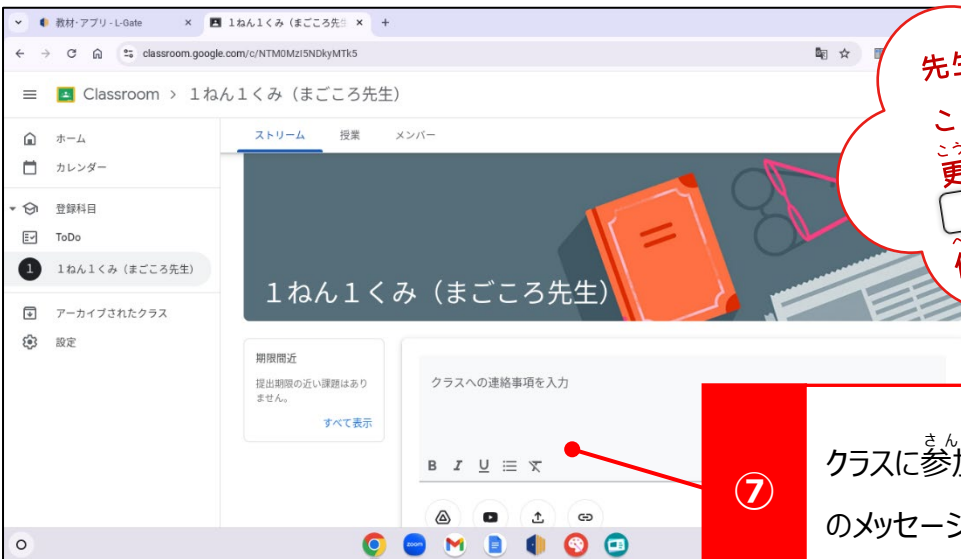 教材･アプリ - L-Gate
１ねん１くみ（まごころ先生
classroom.google.com/c/NTM0MzI5NDkyMTk5
Classroom > １ねん１くみ（まごころ先生）
ホーム
カレンダー
登録科目
ToDo
1 １ねん１くみ（まごころ先生）
アーカイブされたクラス
設定
ストリーム 授業 メンバー
１ねん１くみ（まごころ先生）
期限間近
提出期限の近い課題はあり
ません。
すべて表示
クラスへの連絡事項を入力
B I U
zoom
先
こ
こう
更
⑦
さん
クラスに参
のメッセー